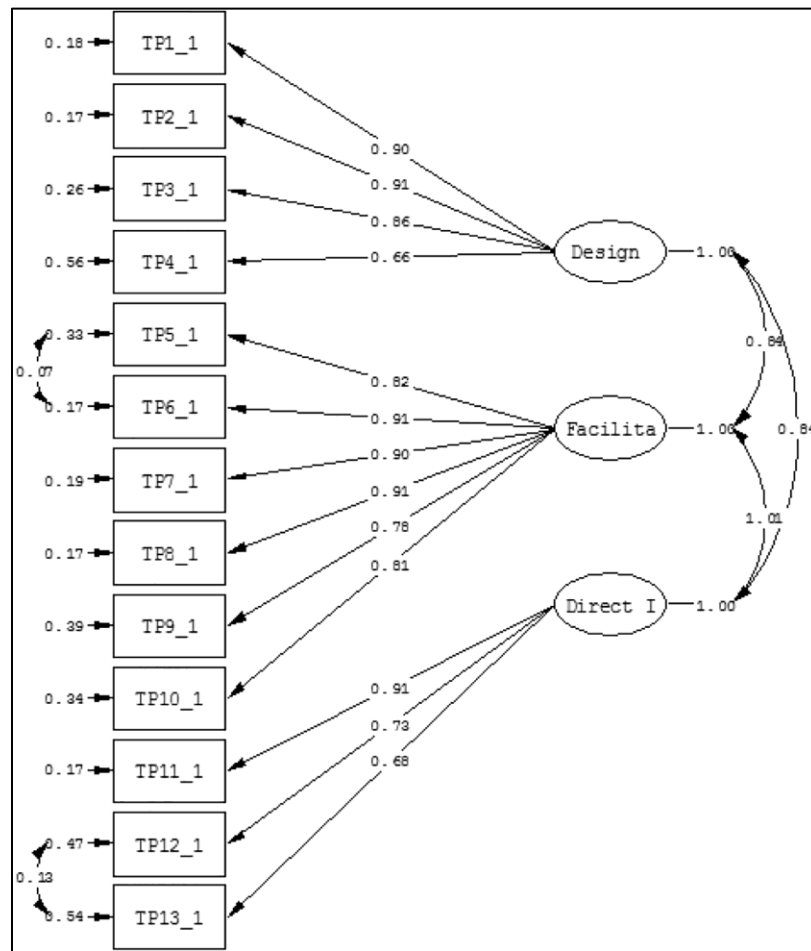 0.18 TP1_1
0.17 TP2_1
0.90
0.91
0.26 TP3_1
0.86
0.56 TP4_1
0.66
Design 1.00
0.33 TP5_1
0.84
0.07
0.82
0.17 TP6_1
0.91
Facilita 1.00 0.84
0.90
0.19 TP7_1
0.91
0.78
1.01
0.17 TP8_1
0.81
Direct I 1.00
0.39 TP9_1
0.34 TP10_1
0.91
0.73
0.17 TP11_1
0.68
0.47 TP12_1
0.13
0.54 TP13_1